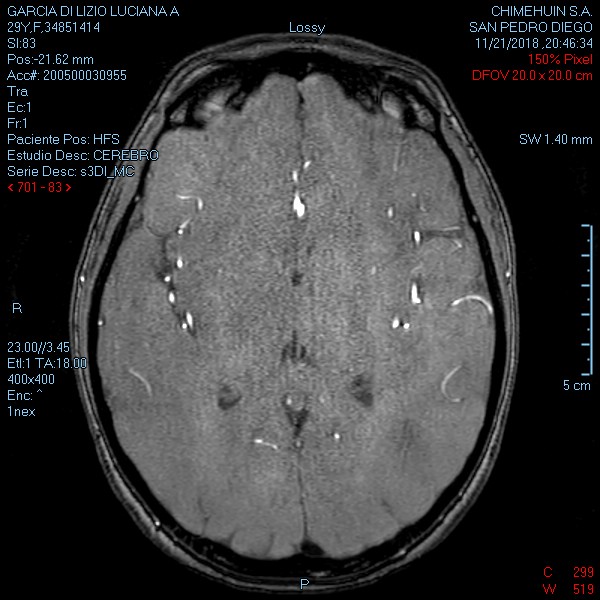 GARCIA DI LIZIO LUCIANA A
29Y,F,34851414
SI:83
Pos:-21.62 mm
Acc#: 200500030955
Tra
Ec:1
Fr:1
Paciente Pos: HFS
Estudio Desc: CEREBRO
Serie Desc: s3DI_MC
< 701 - 83 >
Lossy
CHIMEHUIN S.A.
SAN PEDRO DIEGO
11/21/2018 ,20:46:34
150% Pixel
DFOV 20.0 x 20.0 cm
SW 1.40 mm
R
23.00//3.45
Etl:1 TA:18.00
400x400
Enc: ^
1nex
5 cm
P
C 299
W 519